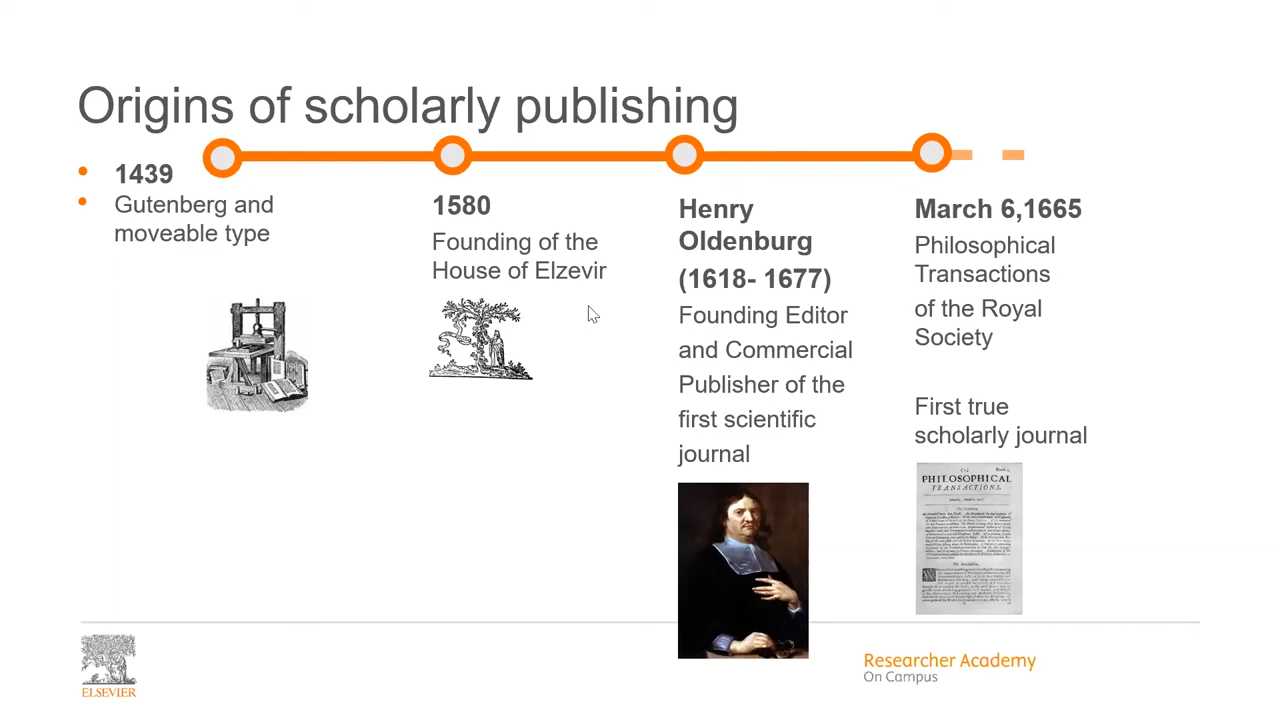 Origins of scholarly publishing
1439
Gutenberg and
moveable type
1580
Founding of the
House of Elzevir
Henry
Oldenburg
(1618- 1677)
Founding Editor
and Commercial
Publisher of the
first scientific
journal
March 6,1665
Philosophical
Transactions
of the Royal
Society
First true
scholarly journal
PHILOSOPHICAL
TRANSACTIONS.
ELSEVIER
Researcher Academy
On Campus